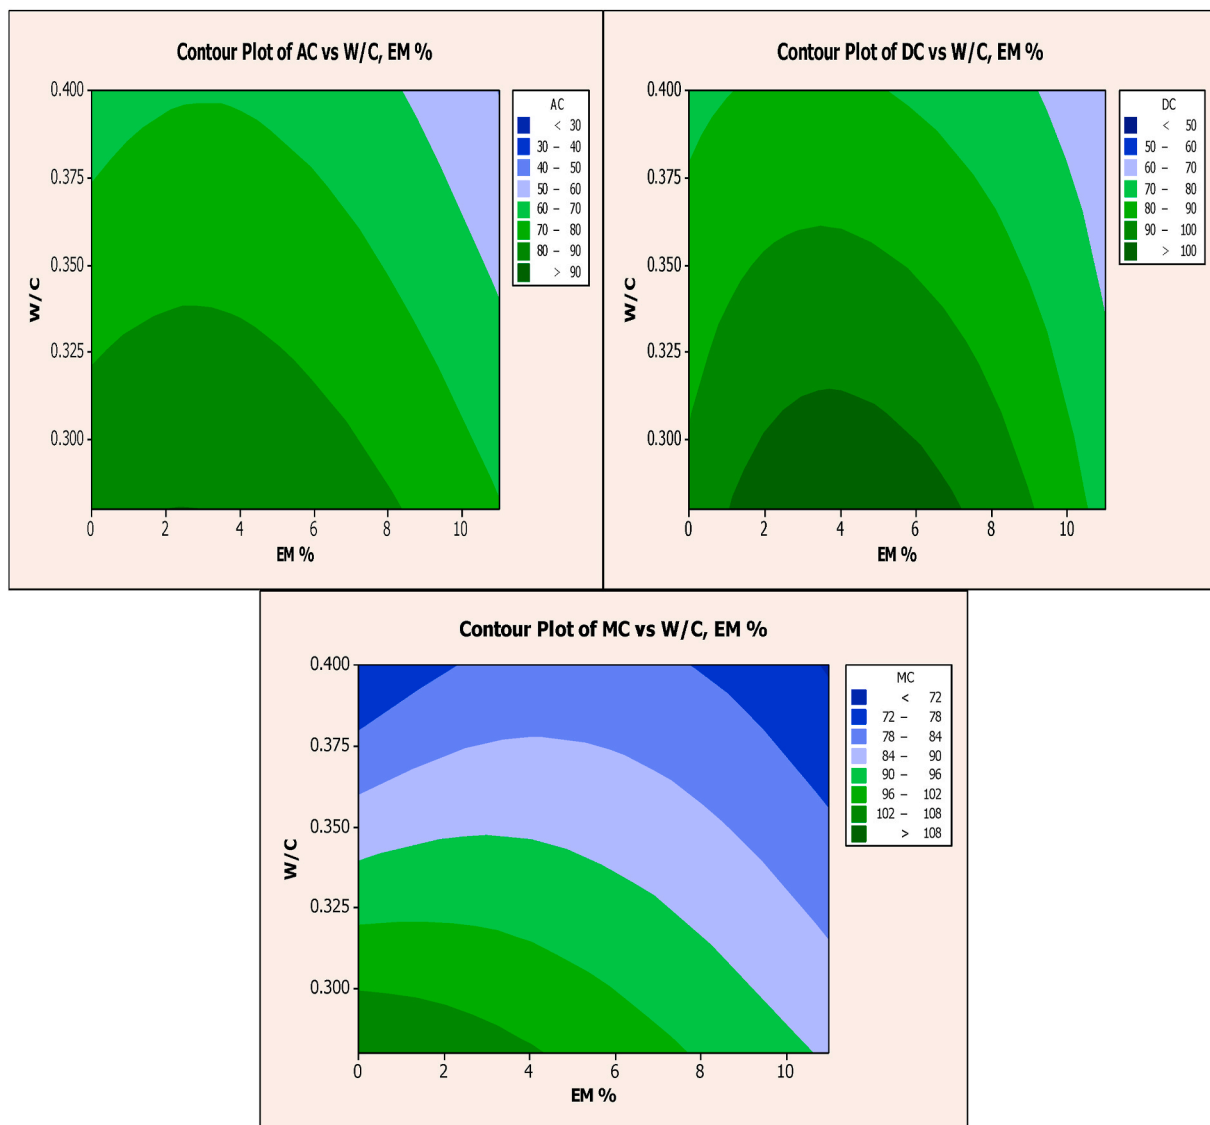 Contour Plot of AC vs W/C, EM %
0.400
0.375
0.350
0.325
0.300
W/C
0 2 4 6 8 10
EM %
AC
< 30
30 – 40
40 – 50
50 – 60
60 – 70
70 – 80
80 – 90
> 90
Contour Plot of DC vs W/C, EM %
0.400
0.375
0.350
0.325
0.300
W/C
0 2 4 6 8 10
EM %
DC
< 50
50 – 60
60 – 70
70 – 80
80 – 90
90 – 100
> 100
Contour Plot of MC vs W/C, EM %
0.400
0.375
0.350
0.325
0.300
W/C
0 2 4 6 8 10
EM %
MC
< 72
72 – 78
78 – 84
84 – 90
90 – 96
96 – 102
102 – 108
> 108